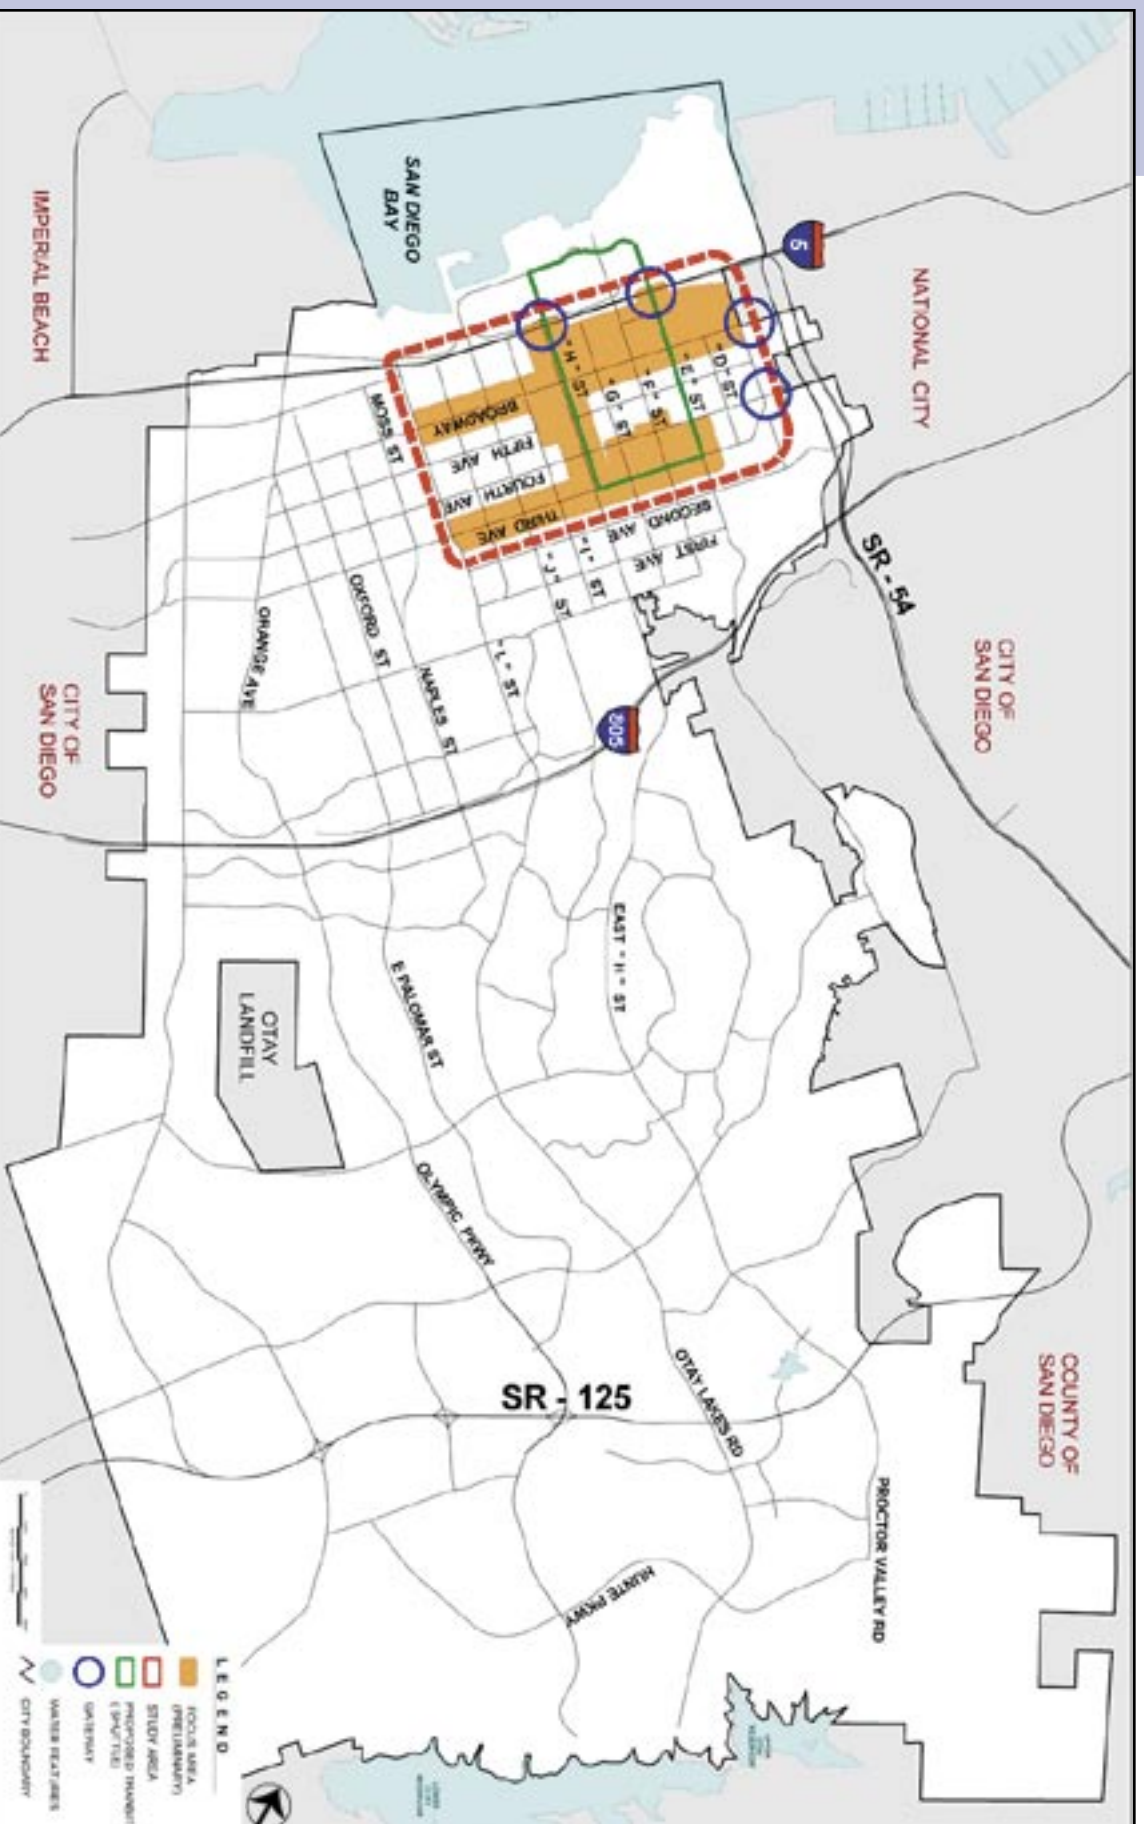 SAN DIEGO
BAY
IMPERIAL BEACH
NATIONAL CITY
5
SR - 54
CITY OF
SAN DIEGO
CITY OF
SAN DIEGO
COUNTY OF
SAN DIEGO
805
"D" ST
"E" ST
"F" ST
"G" ST
"H" ST
"I" ST
"J" ST
"L" ST
MOSS ST
BROADWAY
FIFTH AVE
FOURTH AVE
THIRD AVE
SECOND AVE
FIRST AVE
NAPLES ST
OXFORD ST
ORANGE AVE
EAST "H" ST
E PALOMAR ST
OTAY
LANDFILL
OLYMPIC PKWY
SR - 125
OTAY LAKES RD
PROCTOR VALLEY RD
HUNTE PKWY
LEGEND
FOCUS AREA
(PRELIMINARY)
STUDY AREA
PROPOSED TRANSIT
(SHUTTLE)
GATEWAY
WATER FEATURES
CITY BOUNDARY